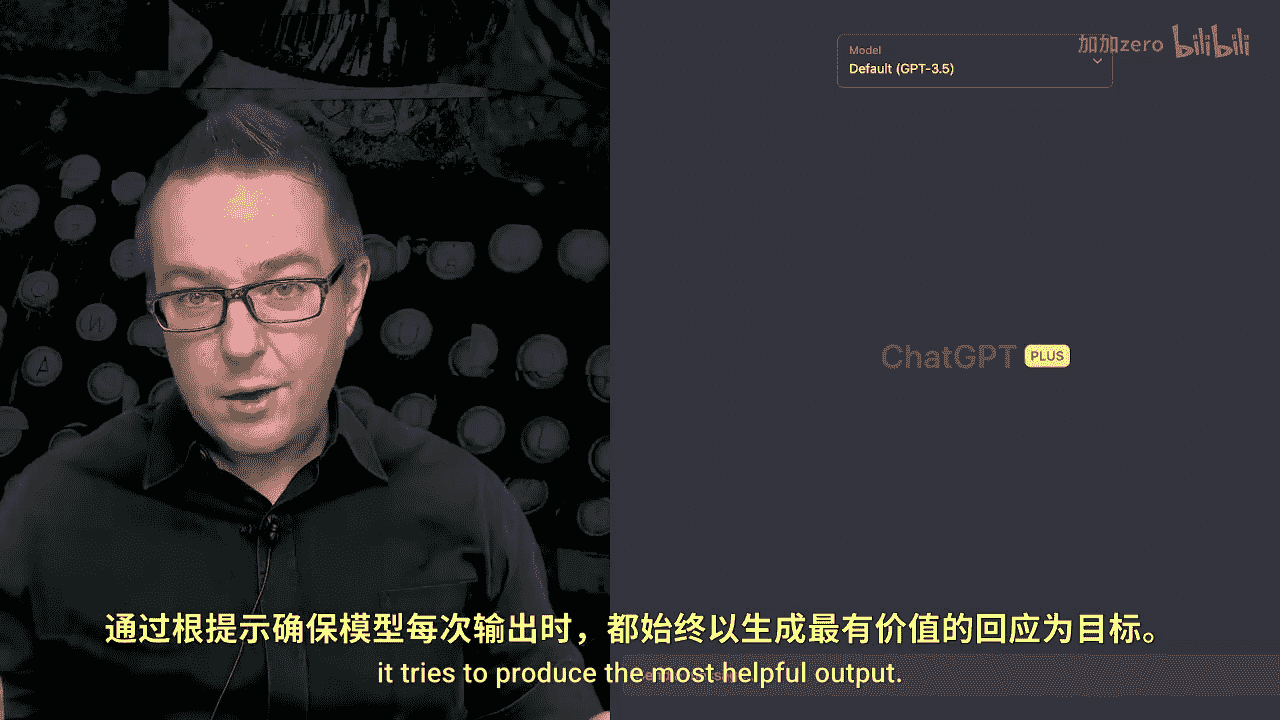 加加zero bilibili
Model
Default (GPT-3.5)
ChatGPT PLUS
通过根提示确保模型每次输出时，都始终以生成最有价值的回应为目标。
it tries to produce the most helpful output.